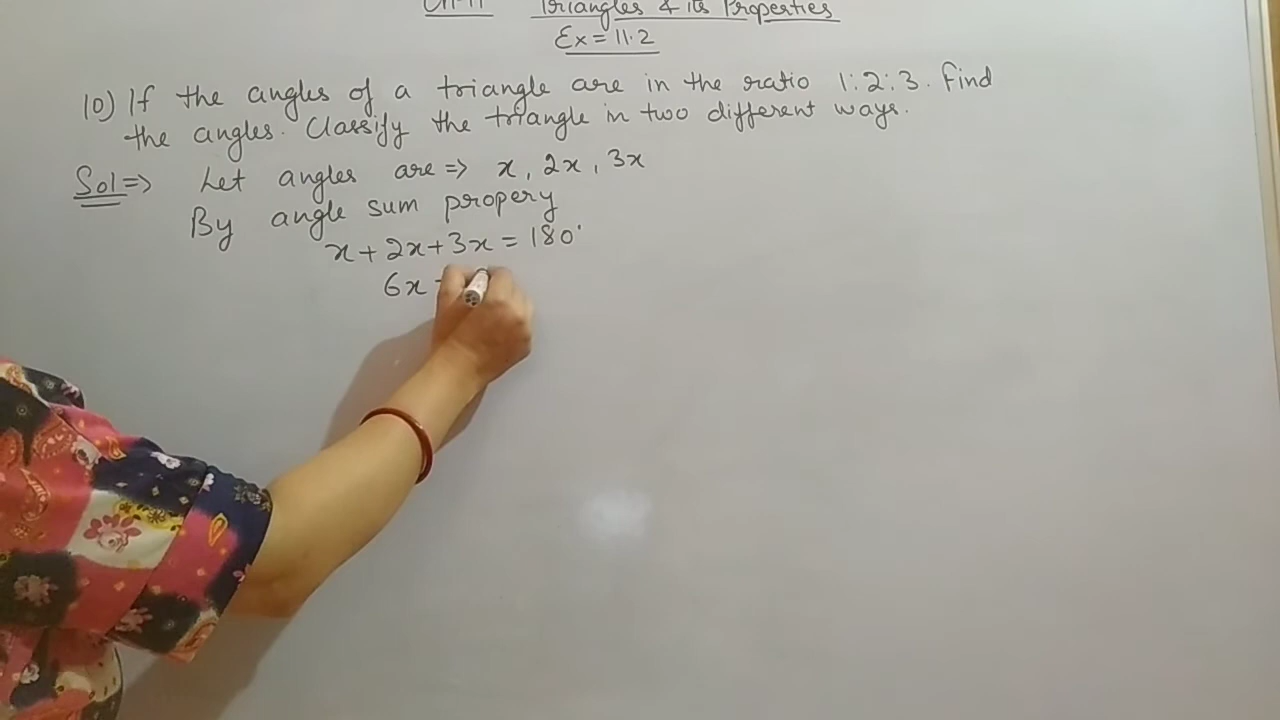 Triangles & its Properties
Ex = 11.2
10) If the angles of a triangle are in the ratio 1:2:3. Find
the angles. Classify the triangle in two different ways.
Sol => Let angles are => x, 2x, 3x
By angle sum propery
x + 2x + 3x = 180°
6x